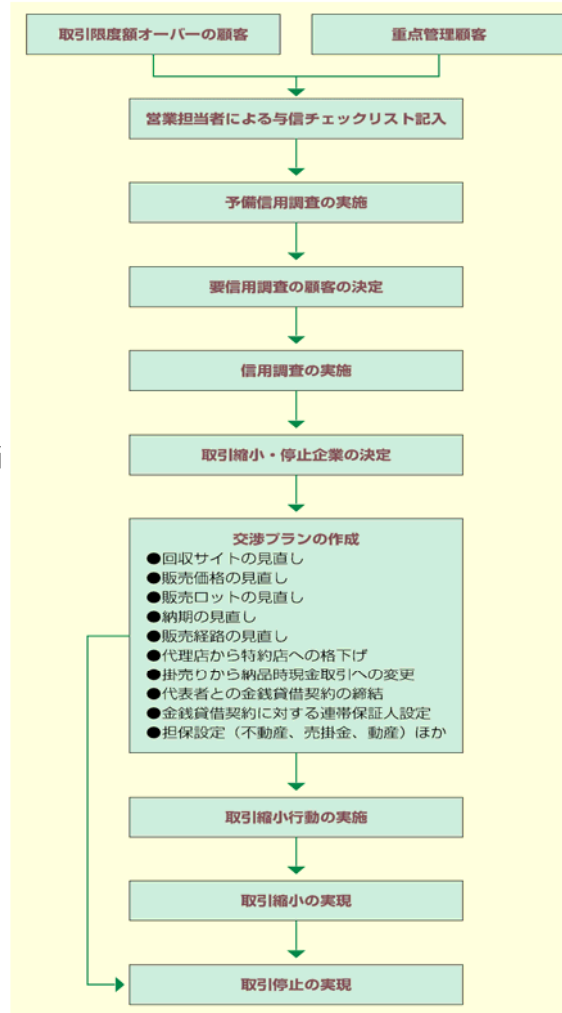 取引限度額オーバーの顧客
重点管理顧客
営業担当者による与信チェックリスト記入
予備信用調査の実施
要信用調査の顧客の決定
信用調査の実施
取引縮小・停止企業の決定
交渉プランの作成
●回収サイトの見直し
●販売価格の見直し
●販売ロットの見直し
●納期の見直し
●販売経路の見直し
●代理店から特約店への格下げ
●掛売りから納品時現金取引への変更
●代表者との金銭貸借契約の締結
●金銭貸借契約に対する連帯保証人設定
●担保設定（不動産、売掛金、動産）ほか
取引縮小行動の実施
取引縮小の実現
取引停止の実現